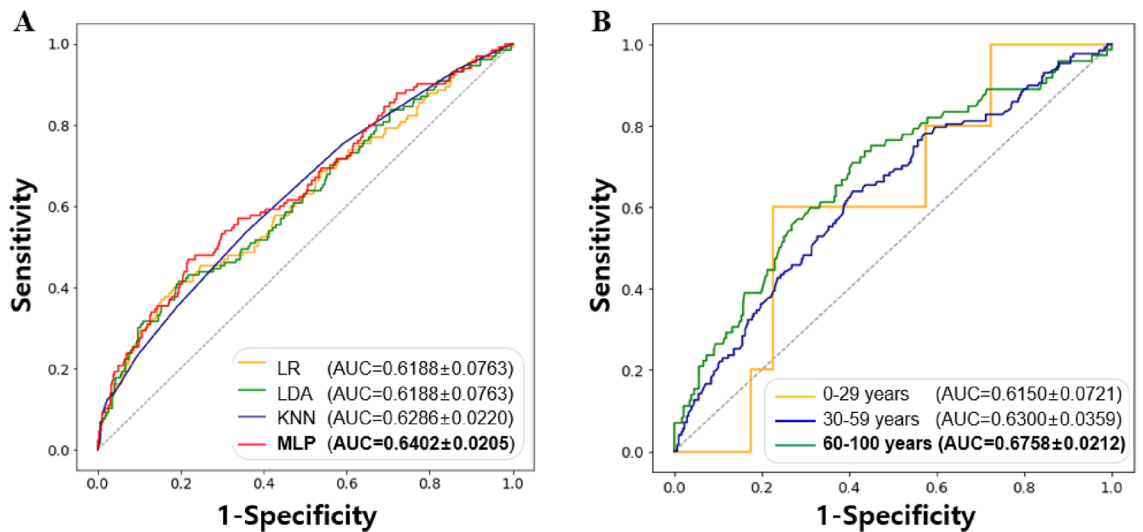 A
1.0
0.8
0.6
0.4
0.2
0.0
Sensitivity
LR (AUC=0.6188±0.0763)
LDA (AUC=0.6188±0.0763)
KNN (AUC=0.6286±0.0220)
MLP (AUC=0.6402±0.0205)
0.0 0.2 0.4 0.6 0.8 1.0
1-Specificity
B
1.0
0.8
0.6
0.4
0.2
0.0
Sensitivity
0-29 years (AUC=0.6150±0.0721)
30-59 years (AUC=0.6300±0.0359)
60-100 years (AUC=0.6758±0.0212)
0.0 0.2 0.4 0.6 0.8 1.0
1-Specificity